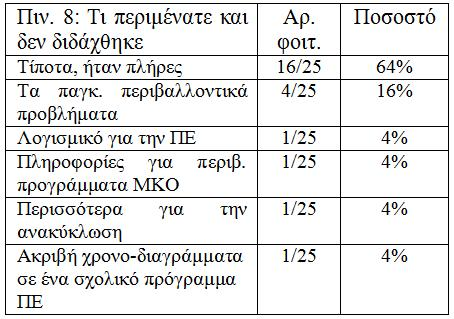 Πιν. 8: Τι περιμένατε και Αρ. Ποσοστό
δεν διδάχθηκε φοιτ.
Τίποτα, ήταν πλήρες 16/25 64%
Τα παγκ. περιβαλλοντικά 4/25 16%
προβλήματα
Λογισμικό για την ΠΕ 1/25 4%
Πληροφορίες για περιβ. 1/25 4%
προγράμματα ΜΚΟ
Περισσότερα για την 1/25 4%
ανακύκλωση
Ακριβή χρονο-διαγράμματα 1/25 4%
σε ένα σχολικό πρόγραμμα
ΠΕ